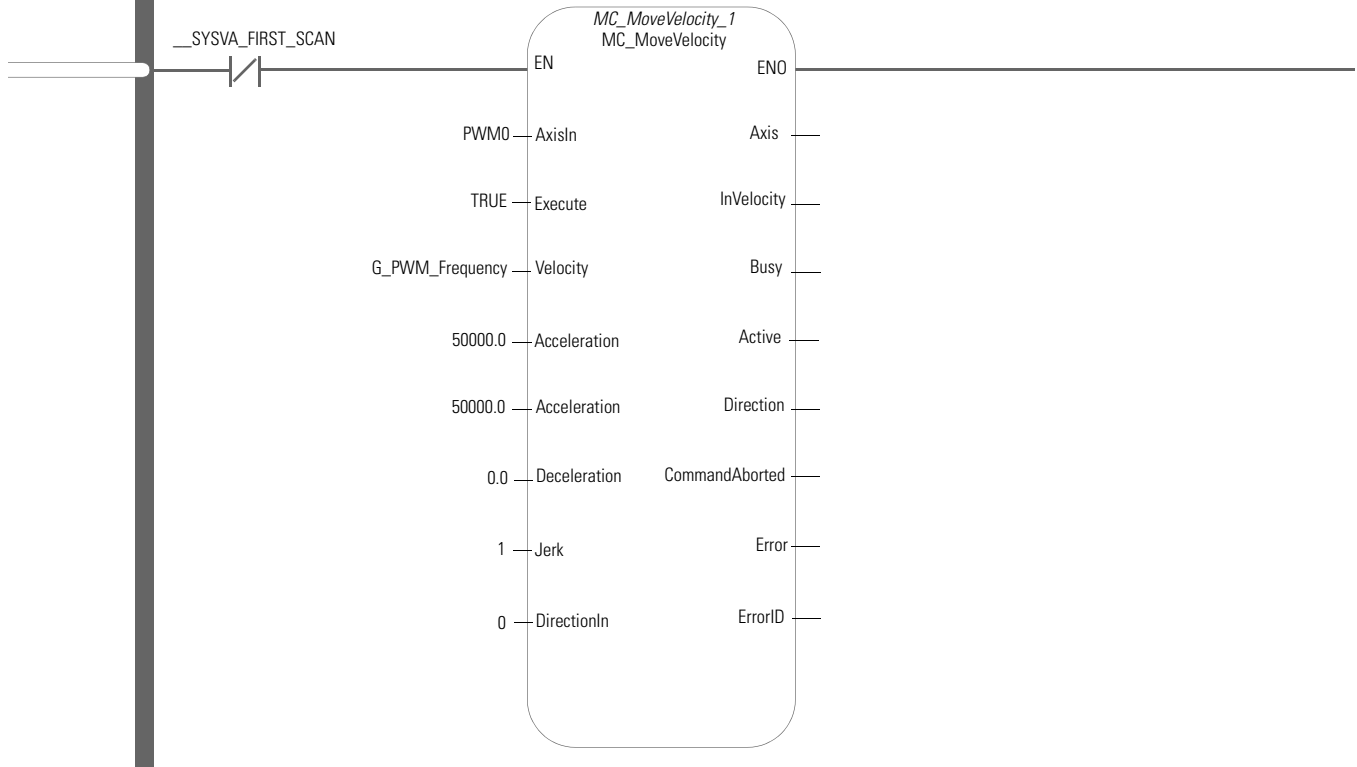 MC_MoveVelocity_1
__SYSVA_FIRST_SCAN
MC_MoveVelocity
EN ENO
PWM0 AxisIn Axis
TRUE Execute InVelocity
G_PWM_Frequency Velocity Busy
50000.0 Acceleration Active
50000.0 Acceleration Direction
0.0 Deceleration CommandAborted
1 Jerk Error
0 DirectionIn ErrorID